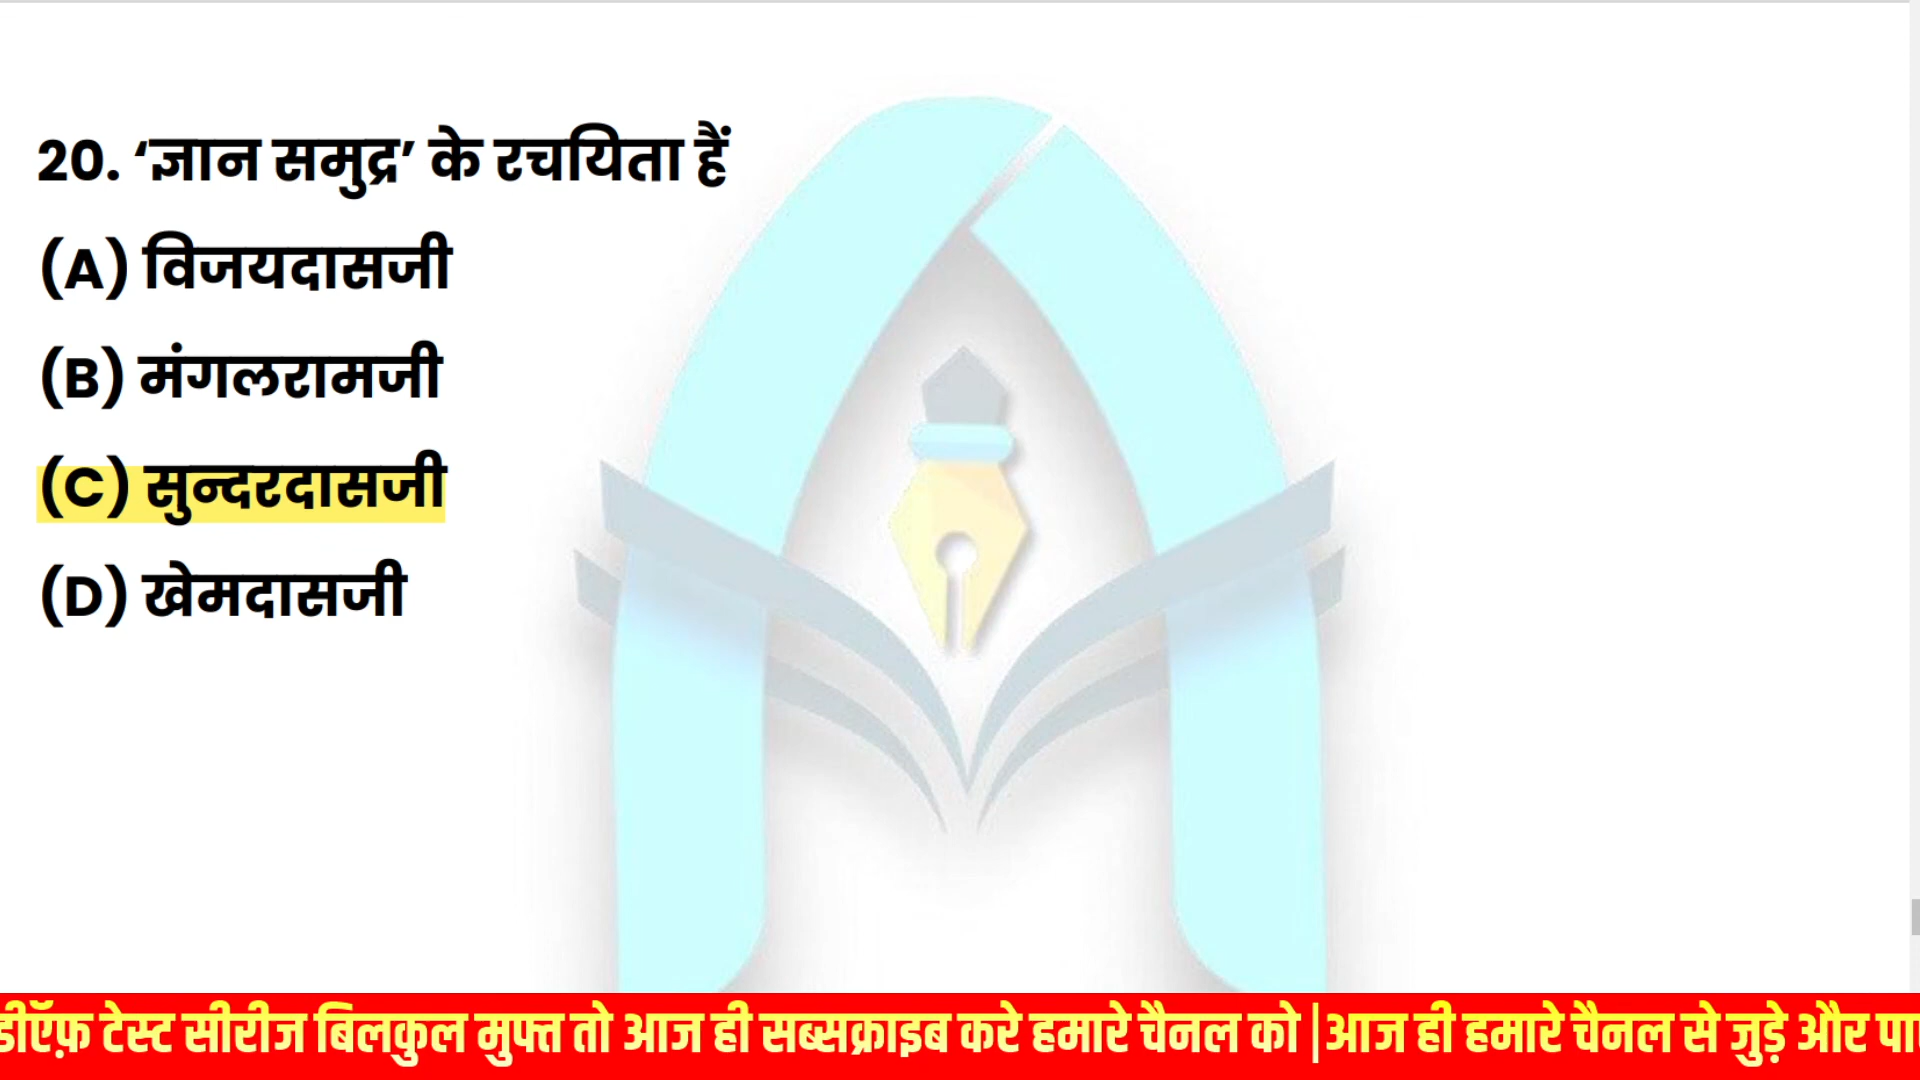 20. ‘ज्ञान समुद्र’ के रचयिता हैं
(A) विजयदासजी
(B) मंगलरामजी
(C) सुन्दरदासजी
(D) खेमदासजी
टेस्ट सीरीज बिलकुल मुफ्त तो आज ही सब्सक्राइब करे हमारे चैनल को |आज ही हमारे चैनल से जुड़े और